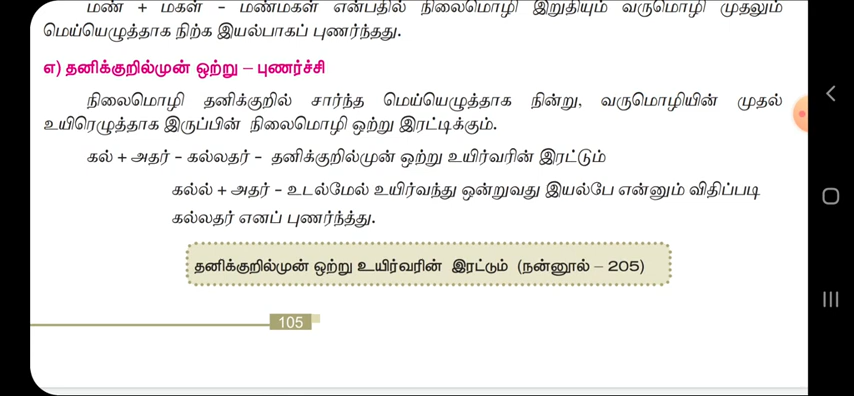 மண் + மகள் - மண்மகள் என்பதில் நிலைமொழி இறுதியும் வருமொழி முதலும்
மெய்யெழுத்தாக நிற்க இயல்பாகப் புணர்ந்தது.
எ) தனிக்குறில்முன் ஒற்று – புணர்ச்சி
நிலைமொழி தனிக்குறில் சார்ந்த மெய்யெழுத்தாக நின்று, வருமொழியின் முதல்
உயிரெழுத்தாக இருப்பின் நிலைமொழி ஒற்று இரட்டிக்கும்.
கல் + அதர் – கல்லதர் – தனிக்குறில்முன் ஒற்று உயிர்வரின் இரட்டும்
கல்ல் + அதர் – உடல்மேல் உயிர்வந்து ஒன்றுவது இயல்பே என்னும் விதிப்படி
கல்லதர் எனப் புணர்ந்த்து.
தனிக்குறில்முன் ஒற்று உயிர்வரின் இரட்டும் (நன்னூல் – 205)
105